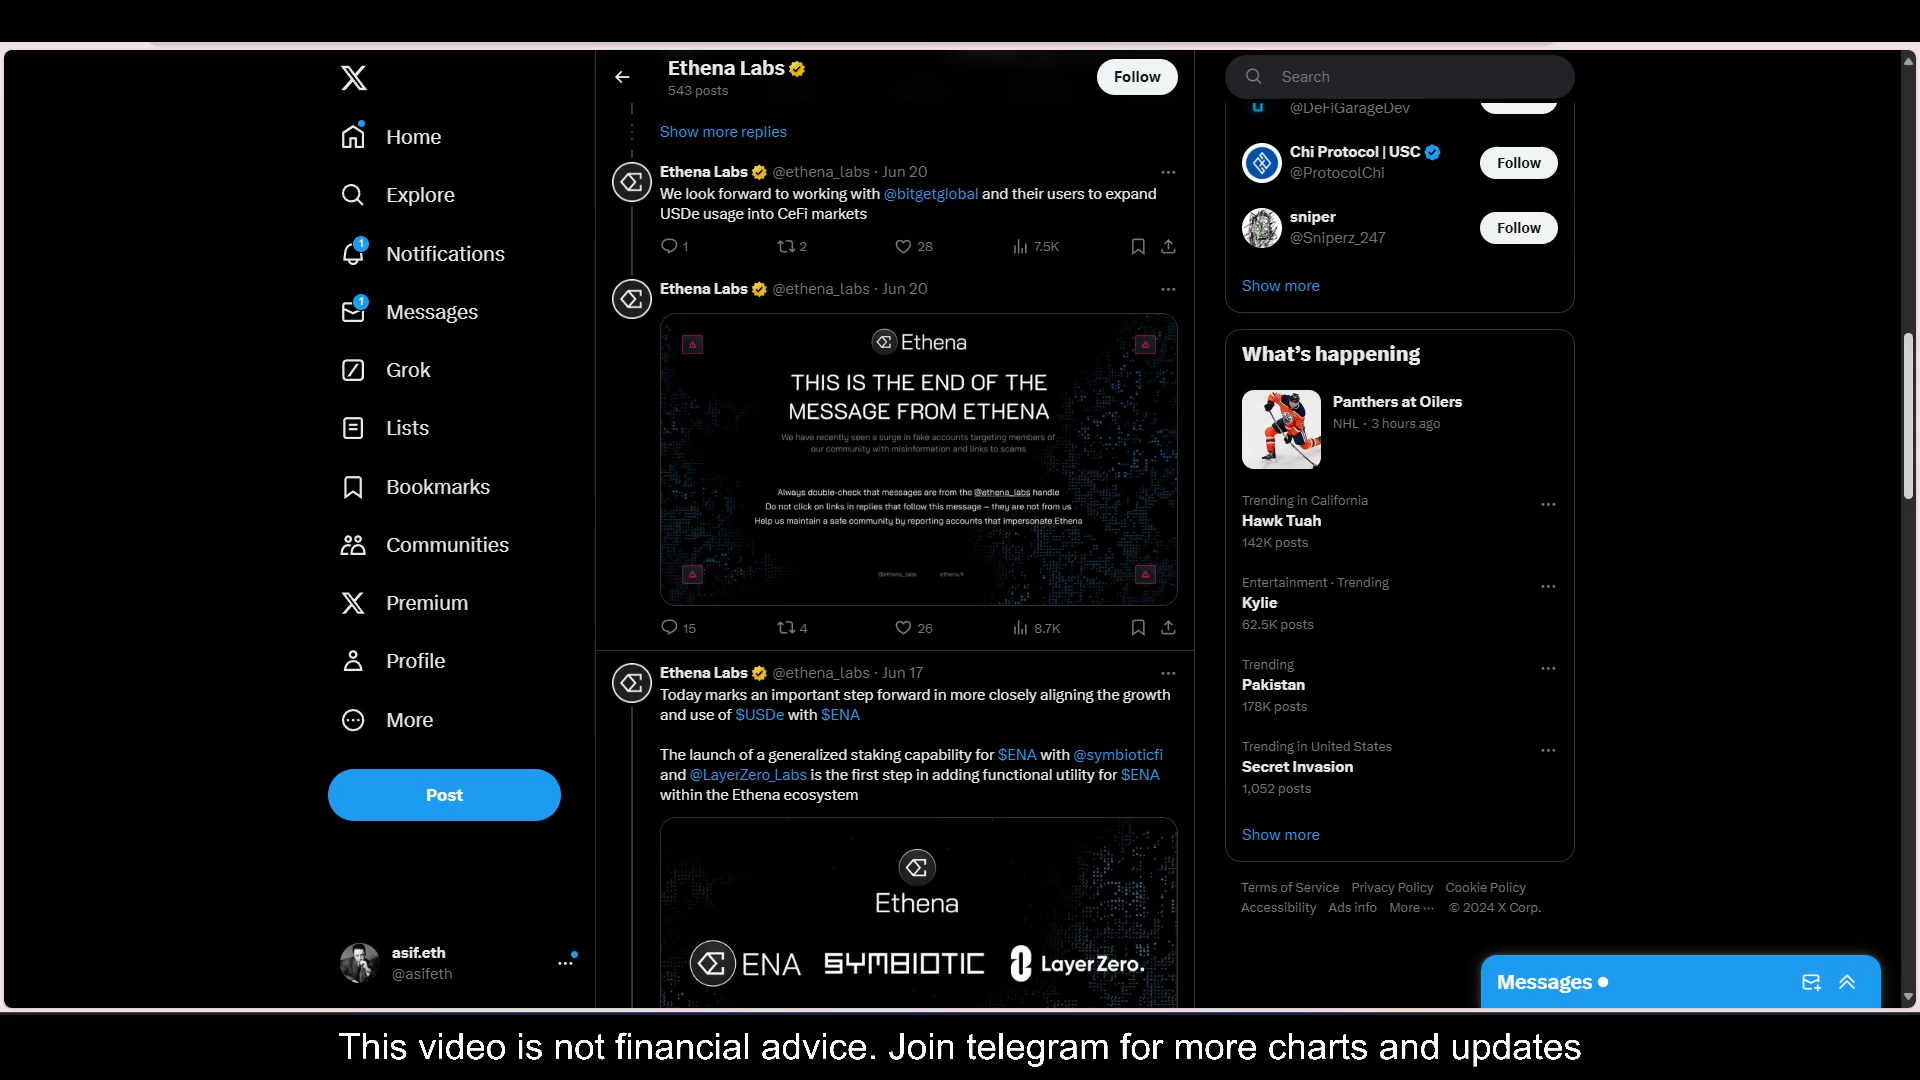 Home
Explore
1
Notifications
1
Messages
Grok
Lists
Bookmarks
Communities
Premium
Profile
More
Post
asif.eth
@asifeth
Ethena Labs
543 posts
Follow
Show more replies
Ethena Labs @ethena_labs · Jun 20
We look forward to working with @bitgetglobal and their users to expand
USDe usage into CeFi markets
1 2 28 7.5K
Ethena Labs @ethena_labs · Jun 20
Ethena
THIS IS THE END OF THE
MESSAGE FROM ETHENA
We have recently seen a surge in fake accounts targeting members of
our community with misinformation and links to scams
Always double-check that messages are from the @ethena_labs handle
Do not click on links in replies that follow this message – they are not from us
Help us maintain a safe community by reporting accounts that impersonate Ethena
@ethena_labs ethena.fi
15 4 26 8.7K
Ethena Labs @ethena_labs · Jun 17
Today marks an important step forward in more closely aligning the growth
and use of $USDe with $ENA
The launch of a generalized staking capability for $ENA with @symbioticfi
and @LayerZero_Labs is the first step in adding functional utility for $ENA
within the Ethena ecosystem
Ethena
ENA SYMBIOTIC LayerZero.
Search
@DeFiGarageDev
Chi Protocol | USC
@ProtocolChi
Follow
sniper
@Sniperz_247
Follow
Show more
What's happening
Panthers at Oilers
NHL · 3 hours ago
Trending in California
Hawk Tuah
142K posts
Entertainment · Trending
Kylie
62.5K posts
Trending
Pakistan
178K posts
Trending in United States
Secret Invasion
1,052 posts
Show more
Terms of Service Privacy Policy Cookie Policy
Accessibility Ads info More ··· © 2024 X Corp.
Messages
This video is not financial advice. Join telegram for more charts and updates